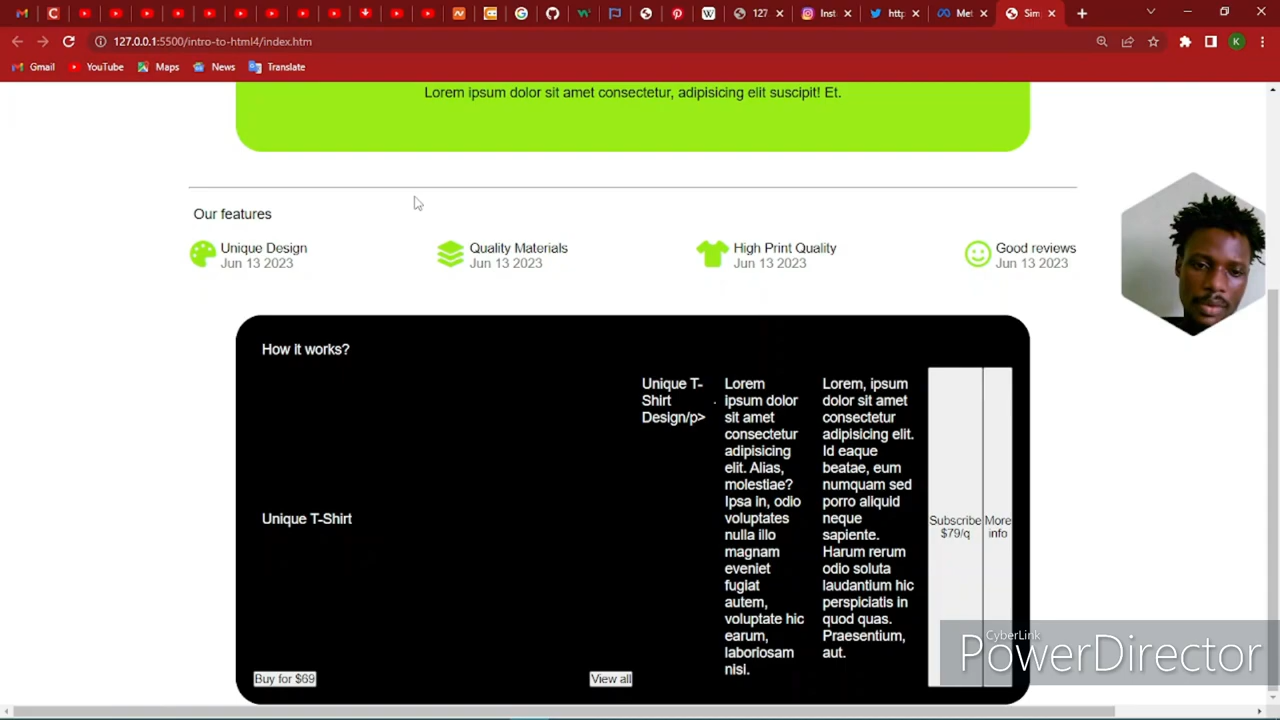 127
Inst
http
Met
Sim
127.0.0.1:5500/intro-to-html4/index.htm
K
Gmail
YouTube
Maps
News
Translate
Lorem ipsum dolor sit amet consectetur, adipisicing elit suscipit! Et.
Our features
Unique Design
Jun 13 2023
Quality Materials
Jun 13 2023
High Print Quality
Jun 13 2023
Good reviews
Jun 13 2023
How it works?
Unique T-Shirt
Buy for $69
View all
Unique T-
Shirt
Design/p>
Lorem
ipsum dolor
sit amet
consectetur
adipisicing
elit. Alias,
molestiae?
Ipsa in, odio
voluptates
nulla illo
magnam
eveniet
fugiat
autem,
voluptate hic
earum,
laboriosam
nisi.
Lorem, ipsum
dolor sit amet
consectetur
adipisicing elit.
Id eaque
beatae, eum
numquam sed
porro aliquid
neque
sapiente.
Harum rerum
odio soluta
laudantium hic
perspiciatis in
quod quas.
Praesentium,
aut.
Subscribe
$79/q
More
info
CyberLink
PowerDirector